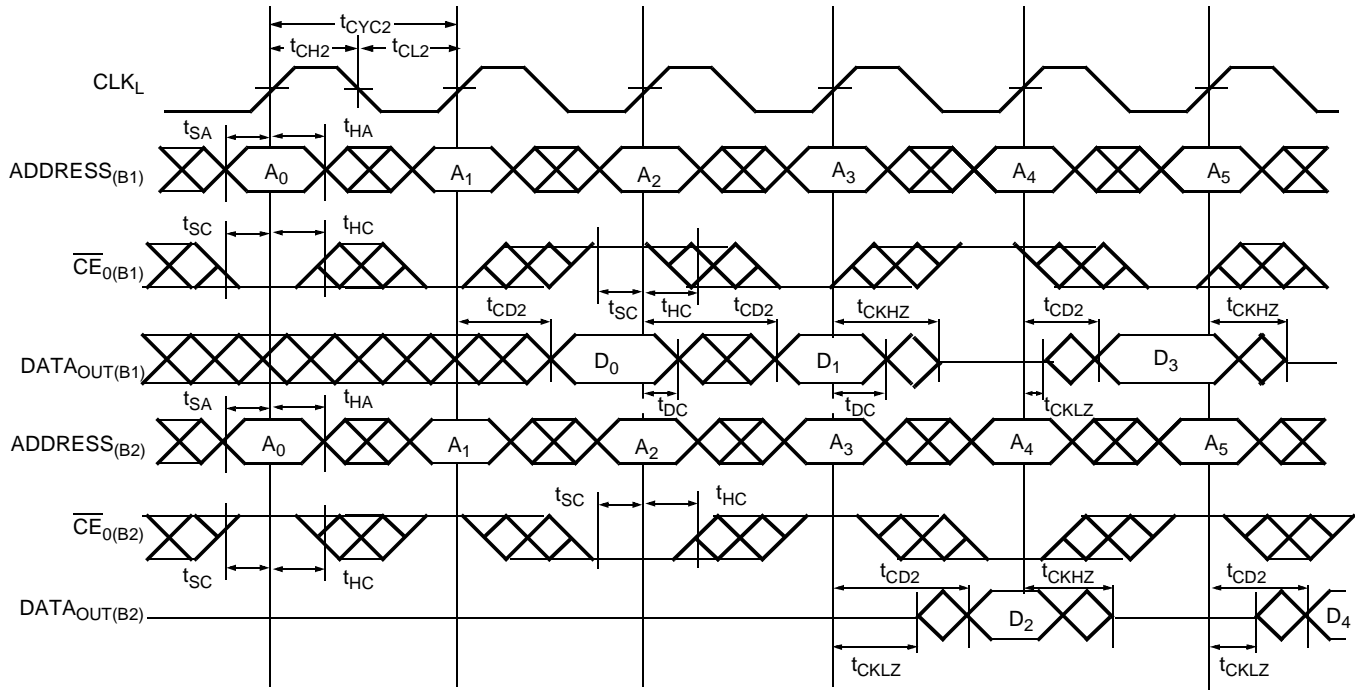 tCYC2
tCH2 tCL2
CLKL
tSA tHA
ADDRESS(B1) A0 A1 A2 A3 A4 A5
tSC tHC
CE0(B1)
tCD2 tSC tHC tCD2 tCKHZ tCD2 tCKHZ
DATAOUT(B1) D0 D1 D3
tSA tHA tDC tDC tCKLZ
ADDRESS(B2) A0 A1 A2 A3 A4 A5
tSC tHC
CE0(B2)
tSC tHC tCD2 tCKHZ tCD2
DATAOUT(B2) D2 D4
tCKLZ tCKLZ